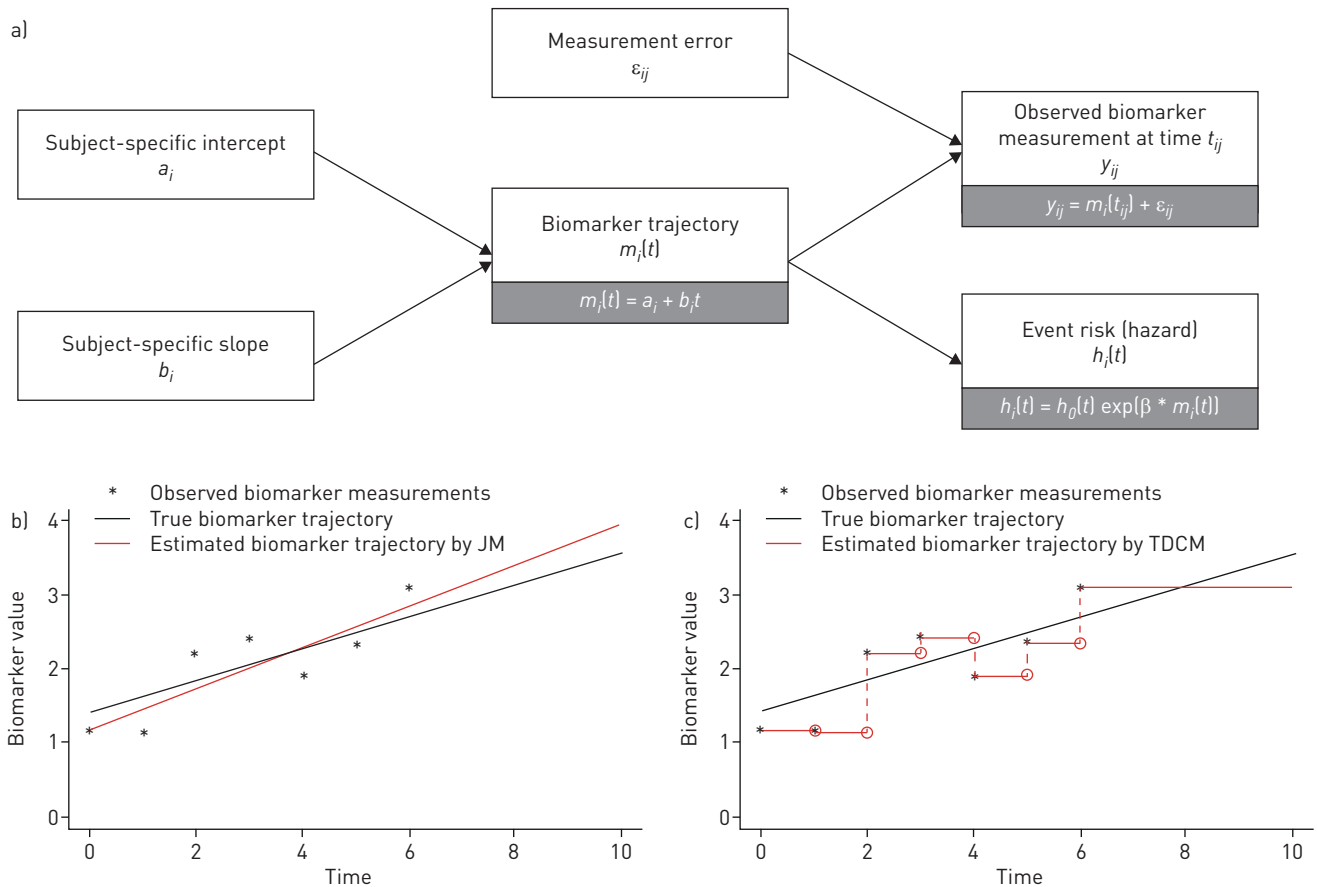 a)
Measurement error
εij
Subject-specific intercept
ai
Observed biomarker
measurement at time tij
yij
yij = mi(tij) + εij
Biomarker trajectory
mi(t)
mi(t) = ai + bit
Subject-specific slope
bi
Event risk (hazard)
hi(t)
hi(t) = h0(t) exp(β * mi(t))
b)
* Observed biomarker measurements
True biomarker trajectory
Estimated biomarker trajectory by JM
Biomarker value
4
3
2
1
0
0 2 4 6 8 10
Time
c)
* Observed biomarker measurements
True biomarker trajectory
Estimated biomarker trajectory by TDCM
Biomarker value
4
3
2
1
0
0 2 4 6 8 10
Time